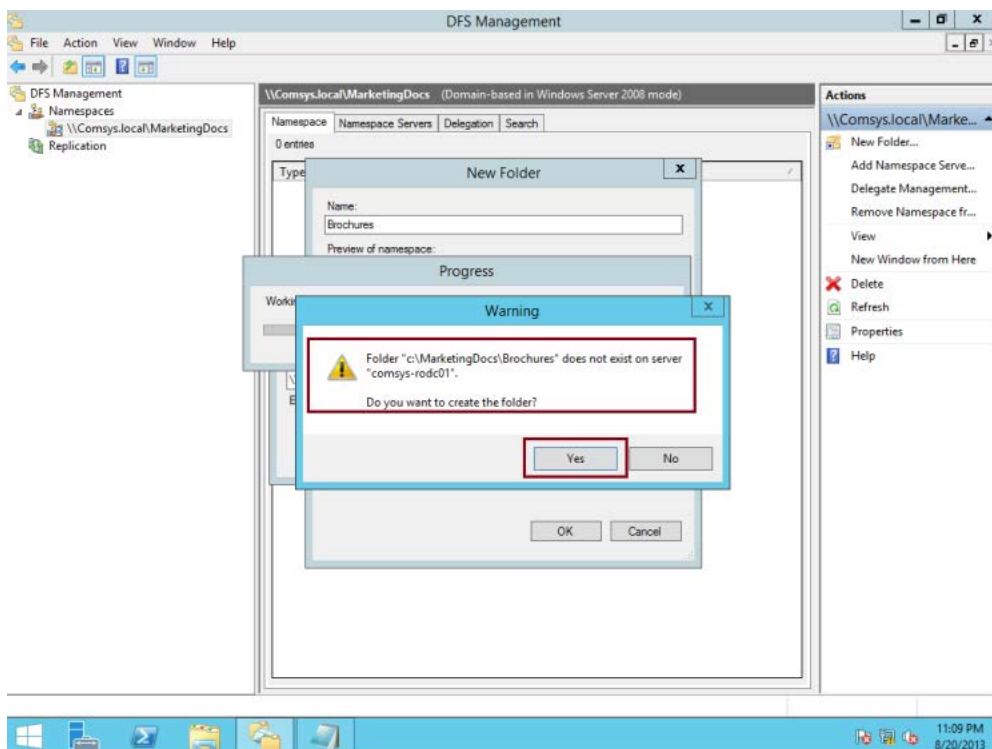 DFS Management
File Action View Window Help
DFS Management
Namespaces
\\Comsys.local\MarketingDocs
Replication
\\Comsys.local\MarketingDocs (Domain-based in Windows Server 2008 mode)
Namespace Namespace Servers Delegation Search
0 entries
Type
New Folder
x
Name:
Brochures
Preview of namespace:
Progress
Warning
x
Folder "c:\MarketingDocs\Brochures" does not exist on server
"comsys-rodc01".
Do you want to create the folder?
Yes No
OK Cancel
Actions
\\Comsys.local\Marke...
New Folder...
Add Namespace Serve...
Delegate Management...
Remove Namespace fr...
View
New Window from Here
Delete
Refresh
Properties
Help
11:09 PM
8/20/2013